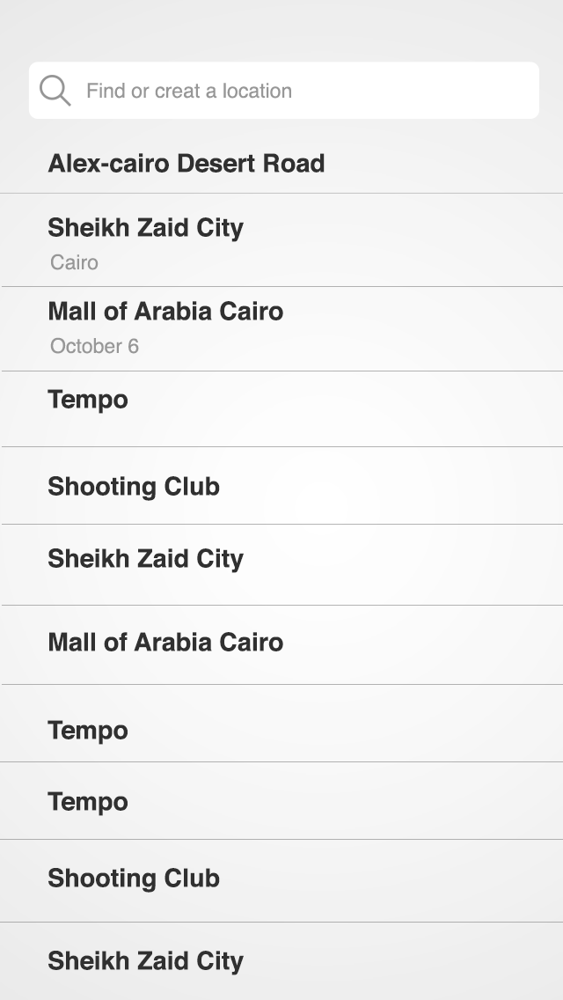 Find or creat a location
Alex-cairo Desert Road
Sheikh Zaid City
Cairo
Mall of Arabia Cairo
October 6
Tempo
Shooting Club
Sheikh Zaid City
Mall of Arabia Cairo
Tempo
Tempo
Shooting Club
Sheikh Zaid City